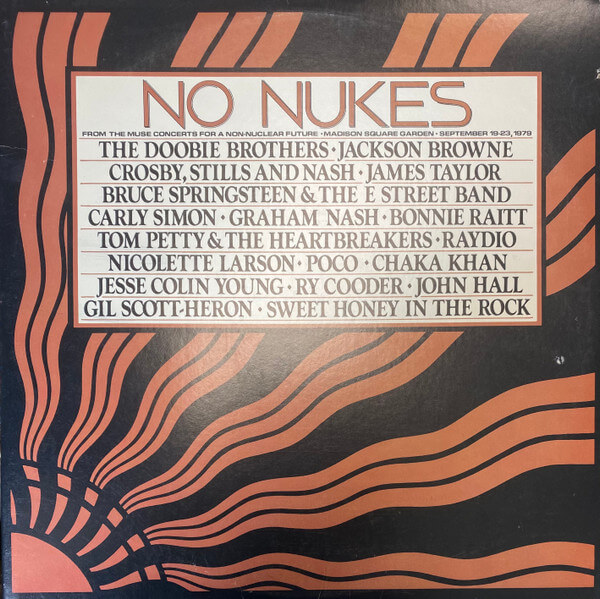 NO NUKES
FROM THE MUSE CONCERTS FOR A NON-NUCLEAR FUTURE • MADISON SQUARE GARDEN • SEPTEMBER 19-23, 1979
THE DOOBIE BROTHERS • JACKSON BROWNE
CROSBY, STILLS AND NASH • JAMES TAYLOR
BRUCE SPRINGSTEEN & THE E STREET BAND
CARLY SIMON • GRAHAM NASH • BONNIE RAITT
TOM PETTY & THE HEARTBREAKERS • RAYDIO
NICOLETTE LARSON • POCO • CHAKA KHAN
JESSE COLIN YOUNG • RY COODER • JOHN HALL
GIL SCOTT-HERON • SWEET HONEY IN THE ROCK